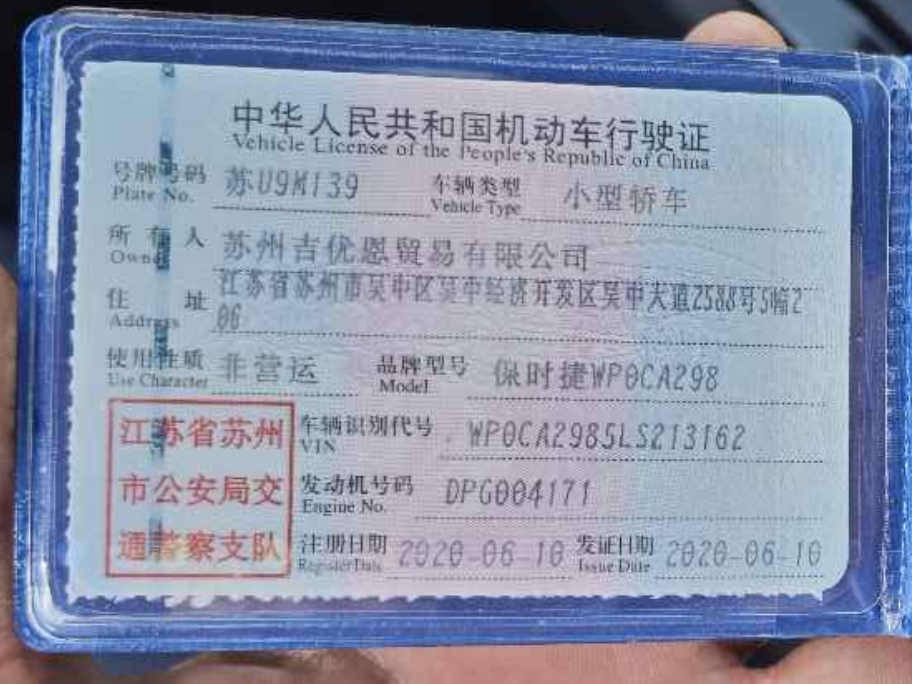 中华人民共和国机动车行驶证
Vehicle License of the People's Republic of China
号牌号码 苏U9M139 车辆类型 小型轿车
Plate No. Vehicle Type
所有人 苏州吉优恩贸易有限公司
Owner
住址 江苏省苏州市吴中区吴中经济开发区吴中大道2588号5幢2
Address 06
使用性质 非营运 品牌型号 保时捷WP0CA298
Use Character Model
江苏省苏州 车辆识别代号 WP0CA2985LS213162
VIN
市公安局交 发动机号码 DPG004171
Engine No.
通警察支队 注册日期 2020-06-10 发证日期 2020-06-10
Register Date Issue Date